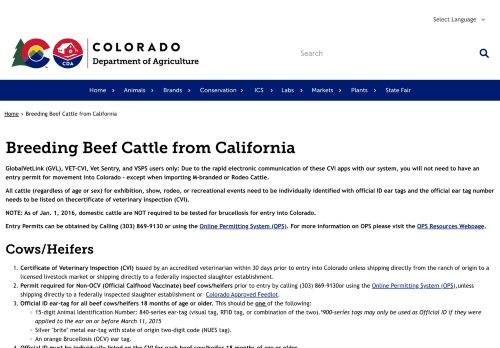 Select Language
COLORADO
CO
CDA
Department of Agriculture
Search
Home
Animals
Brands
Conservation
ICS
Labs
Markets
Plants
State Fair
Home › Breeding Beef Cattle from California
Breeding Beef Cattle from California
GlobalVetLink (GVL), VET-CVI, Vet Sentry, and VSPS users only: Due to the rapid electronic communication of these CVI apps with our system, you will not need to have an
entry permit for movement into Colorado - except when importing M-branded or Rodeo Cattle.
All cattle (regardless of age or sex) for exhibition, show, rodeo, or recreational events need to be individually identified with official ID ear tags and the official ear tag number
needs to be listed on thecertificate of veterinary inspection (CVI).
NOTE: As of Jan. 1, 2016, domestic cattle are NOT required to be tested for brucellosis for entry into Colorado.
Entry Permits can be obtained by Calling (303) 869-9130 or using the Online Permitting System (OPS). For more information on OPS please visit the OPS Resources Webpage.
Cows/Heifers
1. Certificate of Veterinary Inspection (CVI) issued by an accredited veterinarian within 30 days prior to entry into Colorado unless shipping directly from the ranch of origin to a
licensed livestock market or shipping directly to a federally inspected slaughter establishment.
2. Permit required for Non-OCV (Official Calfhood Vaccinate) beef cows/heifers prior to entry by calling (303) 869-9130or using the Online Permitting System (OPS),unless
shipping directly to a federally inspected slaughter establishment or Colorado Approved Feedlot.
3. Official ID ear-tag for all beef cows/heifers 18 months of age or older. This should be one of the following:
15-digit Animal Identification Number: 840-series ear-tag (visual tag, RFID tag, or combination of the two).*900-series tags may only be used as Official ID if they were
applied to the ear on or before March 11, 2015
Silver "brite" metal ear-tag with state of origin two-digit code (NUES tag).
An orange Brucellosis (OCV) ear tag.
4. Official ID must be individually listed on the CVI for each beef cow/heifer 18 months of age or older.